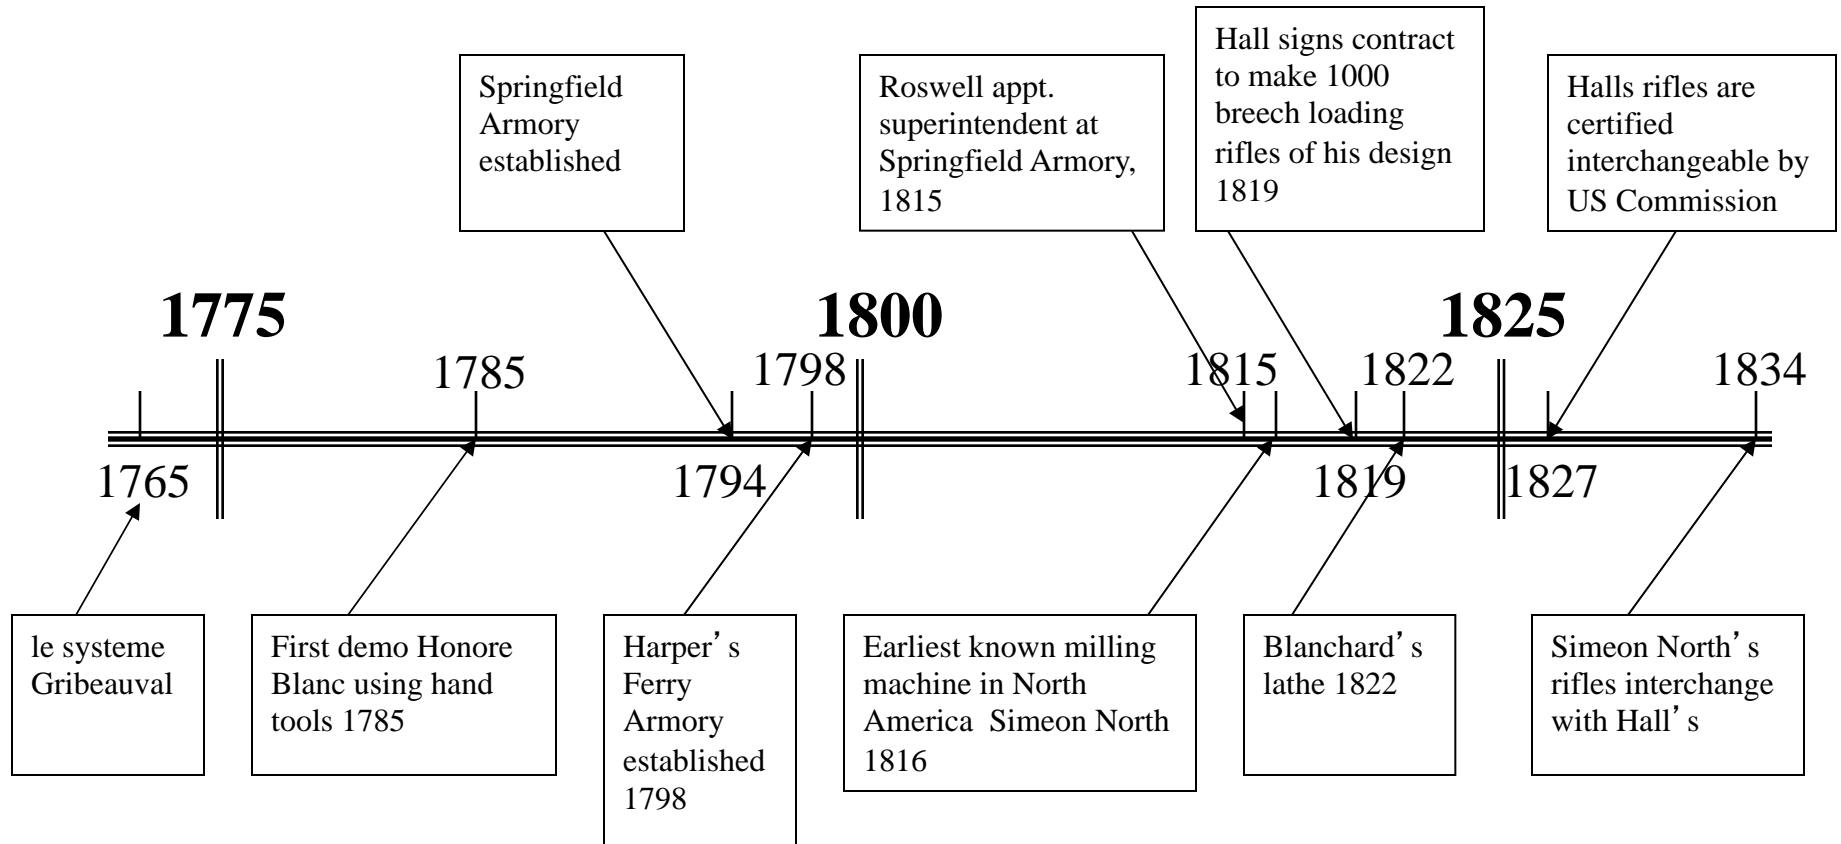 Springfield
Armory
established
Roswell appt.
superintendent at
Springfield Armory,
1815
Hall signs contract
to make 1000
breech loading
rifles of his design
1819
Halls rifles are
certified
interchangeable by
US Commission
1775
1800
1825
1785
1798
1815
1822
1834
1765
1794
1819
1827
le systeme
Gribeauval
First demo Honore
Blanc using hand
tools 1785
Harper’s
Ferry
Armory
established
1798
Earliest known milling
machine in North
America Simeon North
1816
Blanchard’s
lathe 1822
Simeon North’s
rifles interchange
with Hall’s